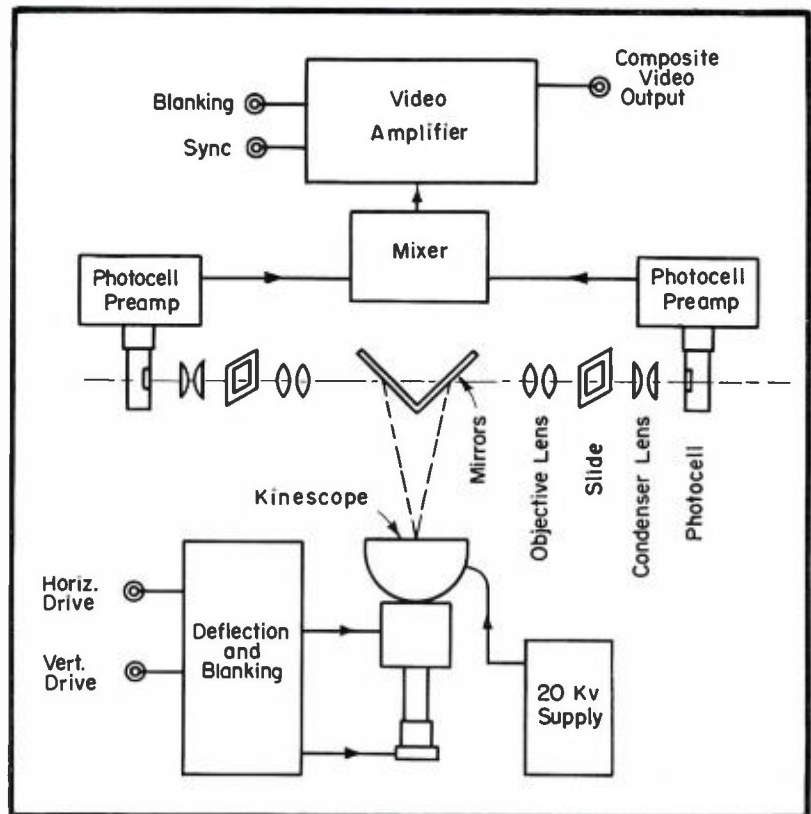 Composite
Video
Output
Blanking
Video
Amplifier
Sync
Mixer
Photocell
Preamp
Photocell
Preamp
Mirrors
Objective Lens
Slide
Condenser Lens
Photocell
Kinescope
Horiz.
Drive
Deflection
and
Blanking
Vert.
Drive
20 Kv
Supply